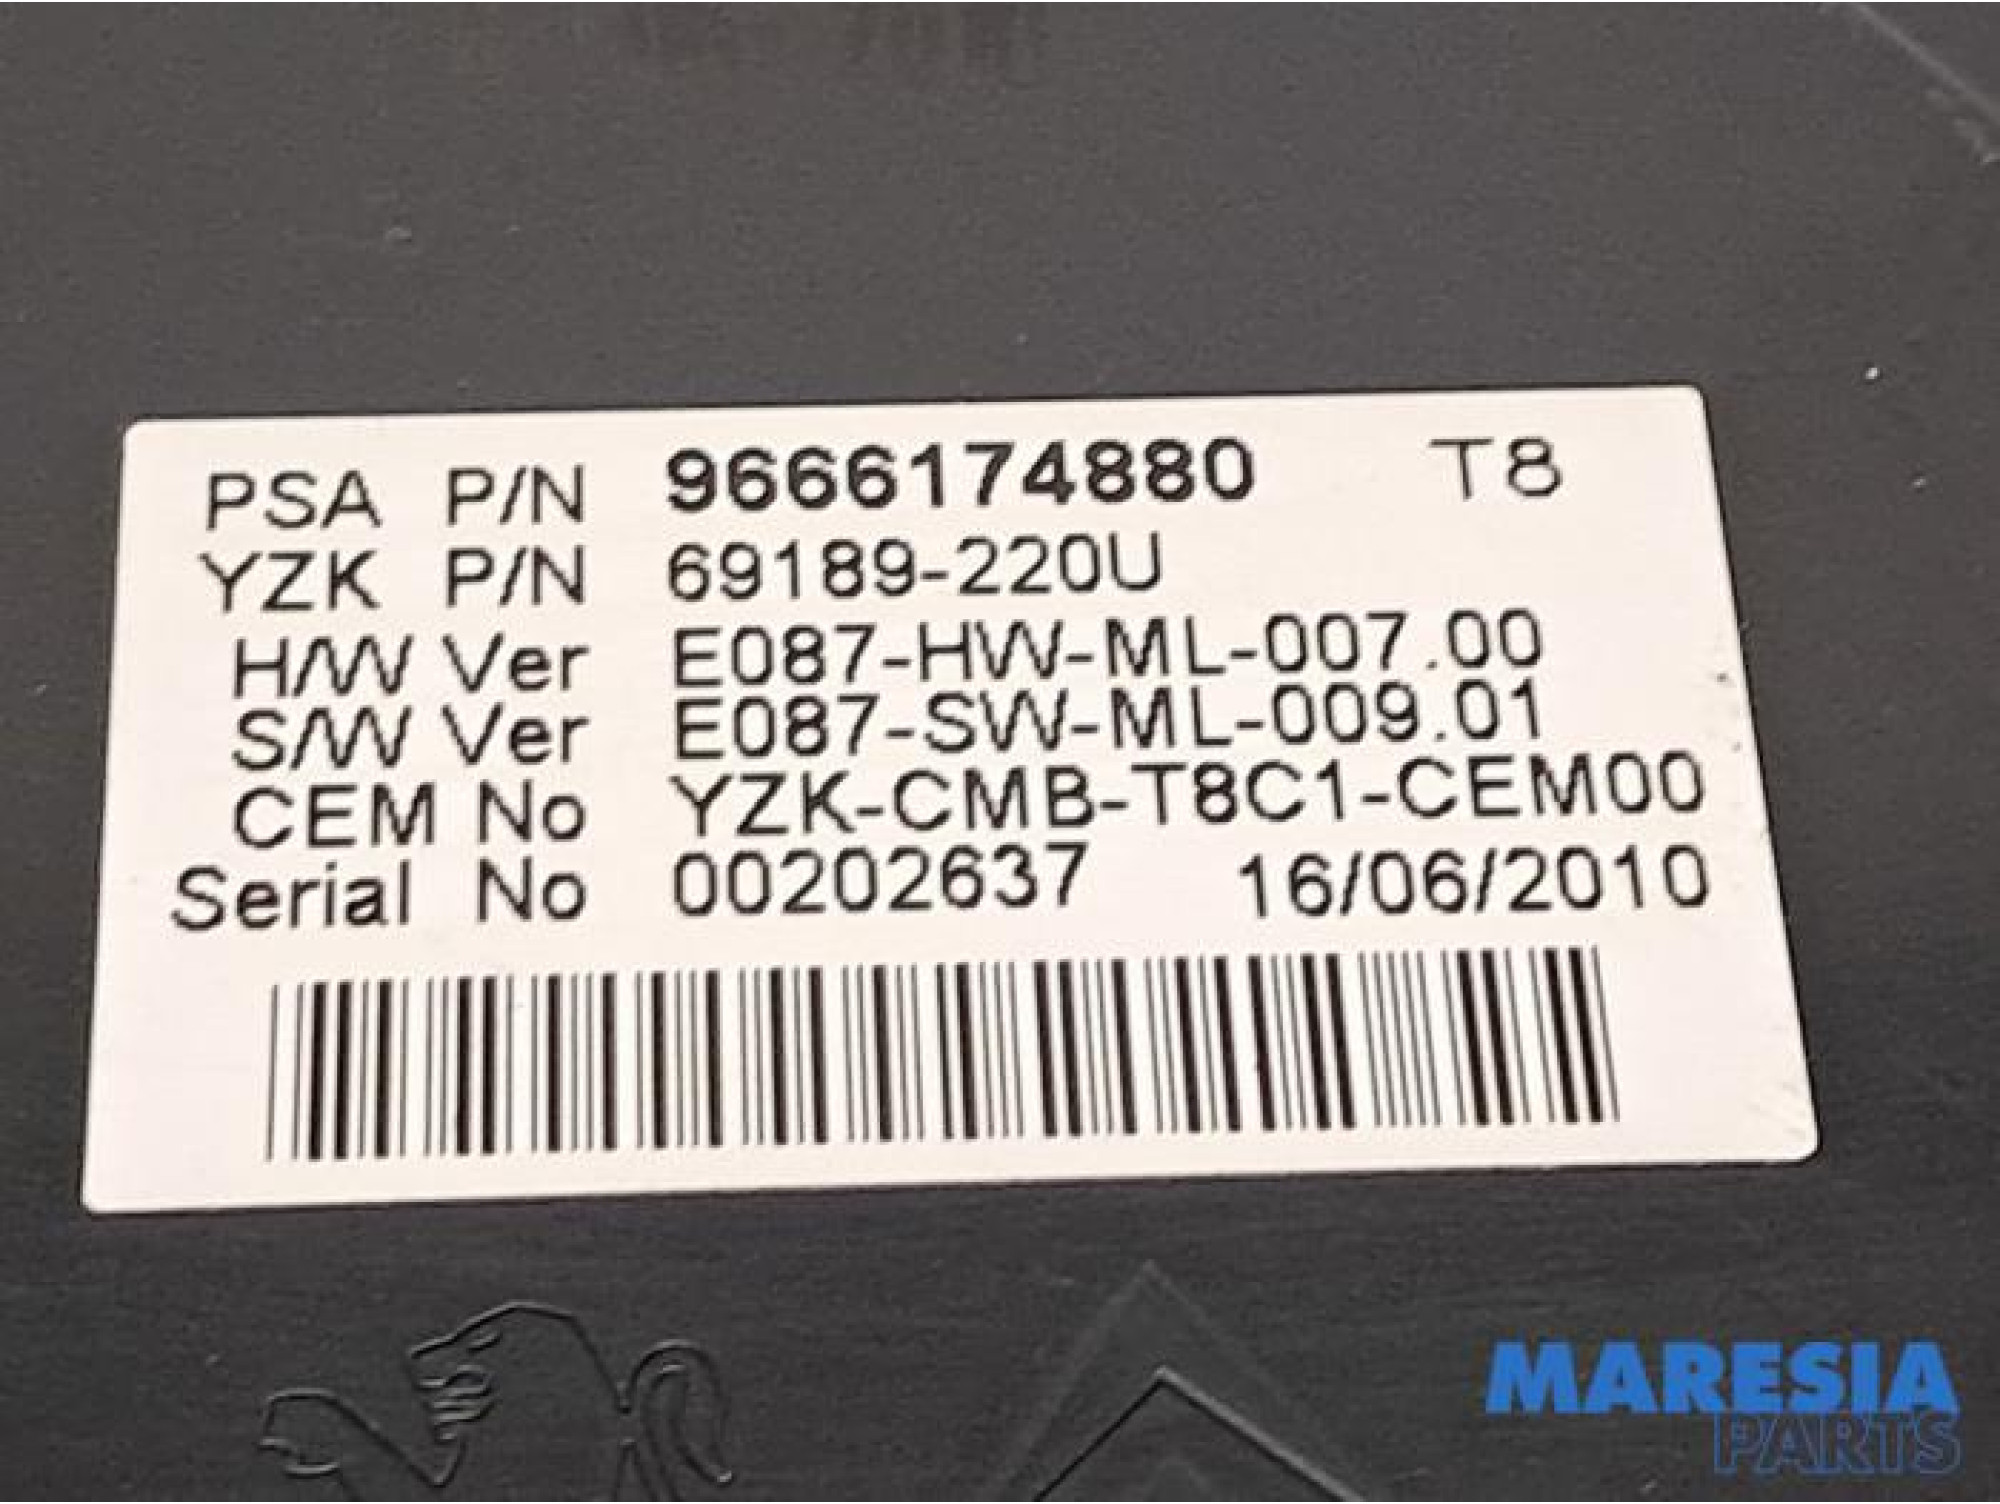 PSA P/N 9666174880 T8
YZK P/N 69189-220U
H/W Ver E087-HW-ML-007.00
S/W Ver E087-SW-ML-009.01
CEM No YZK-CMB-T8C1-CEM00
Serial No 00202637 16/06/2010
MARESIA
PARTS